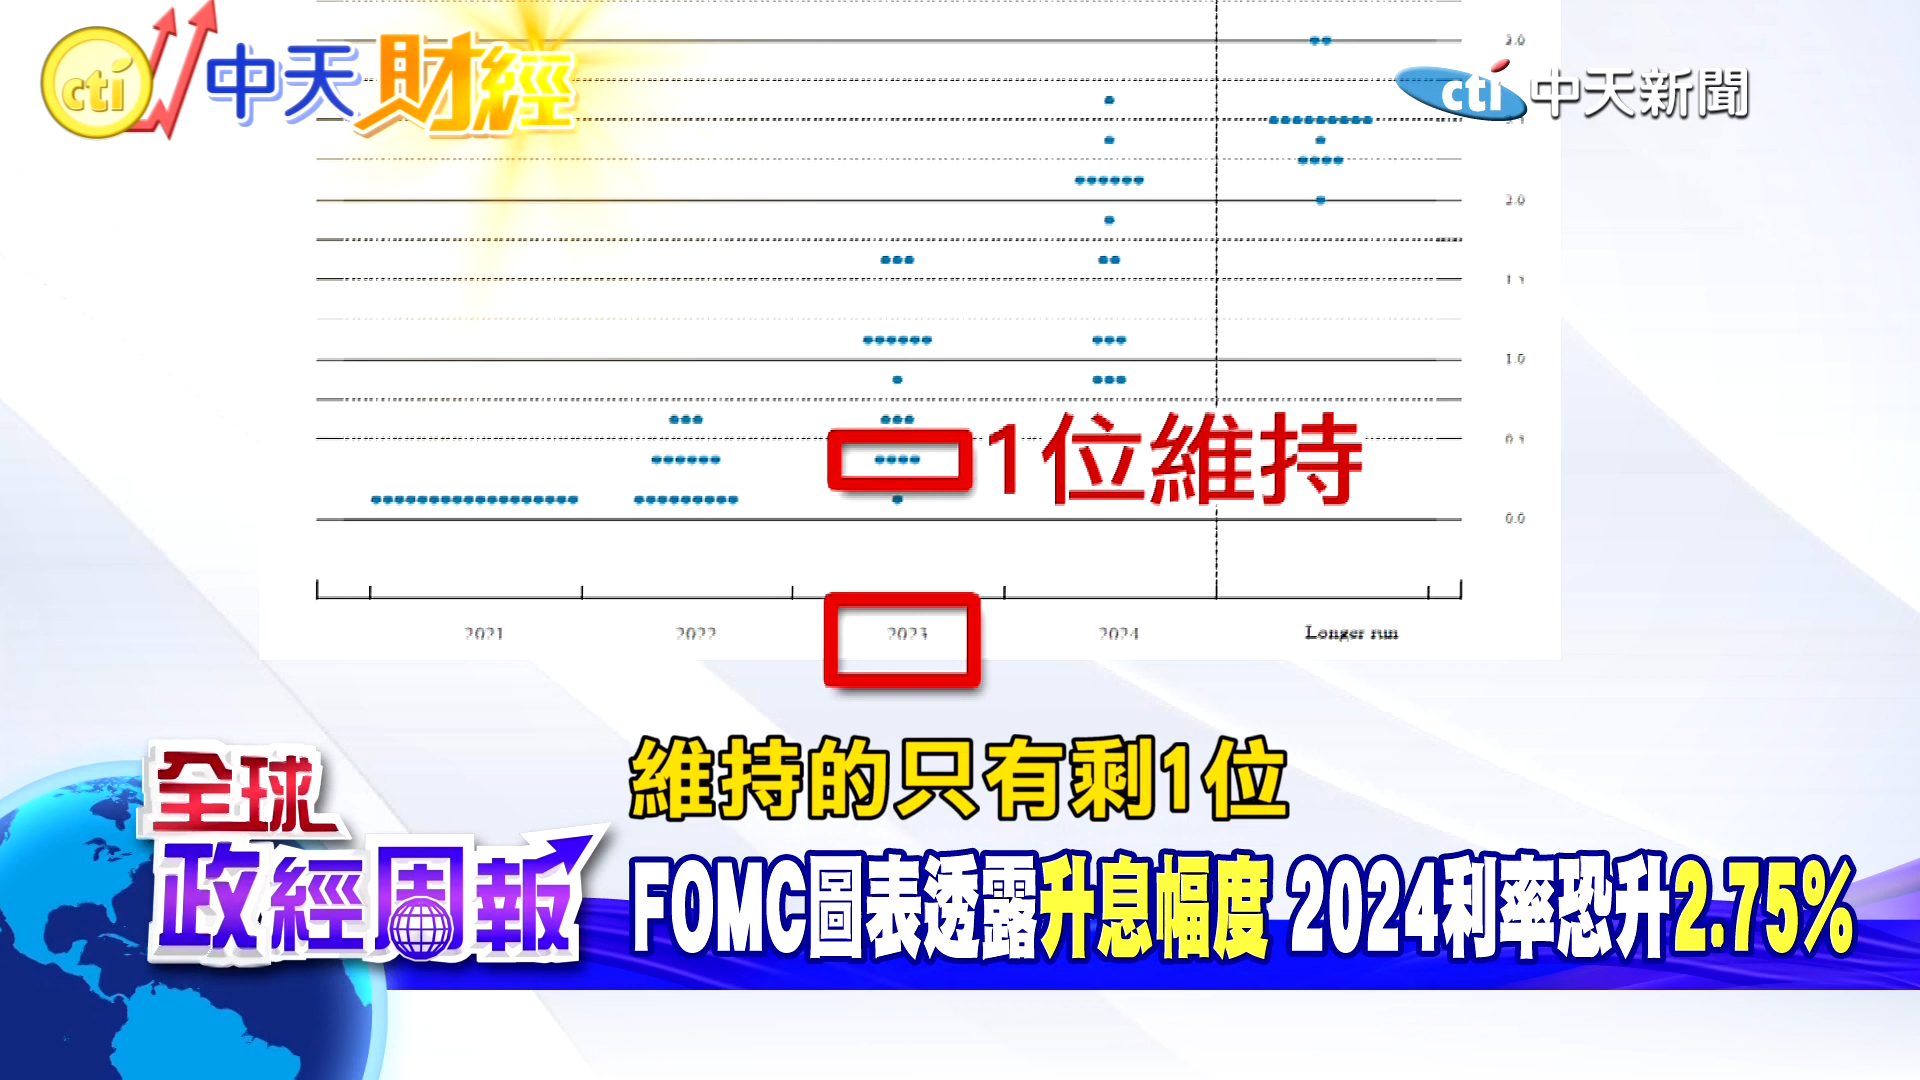 cti 中天財經
cti 中天新聞
3.0
2.0
1.0
1位維持
0.0
2021 2022 2023 2024 Longer run
全球
政經周報
維持的只有剩1位
FOMC圖表透露升息幅度 2024利率恐升2.75%